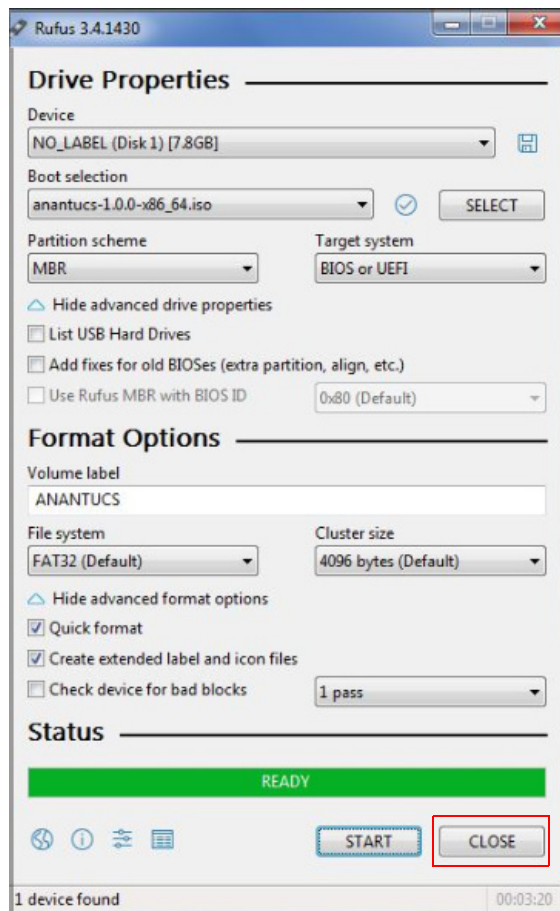 Rufus 3.4.1430
Drive Properties
Device
NO_LABEL (Disk 1) [7.8GB]
Boot selection
anantucs-1.0.0-x86_64.iso
SELECT
Partition scheme Target system
MBR BIOS or UEFI
Hide advanced drive properties
List USB Hard Drives
Add fixes for old BIOSes (extra partition, align, etc.)
Use Rufus MBR with BIOS ID 0x80 (Default)
Format Options
Volume label
ANANTUCS
File system Cluster size
FAT32 (Default) 4096 bytes (Default)
Hide advanced format options
Quick format
Create extended label and icon files
Check device for bad blocks 1 pass
Status
READY
START CLOSE
1 device found 00:03:20